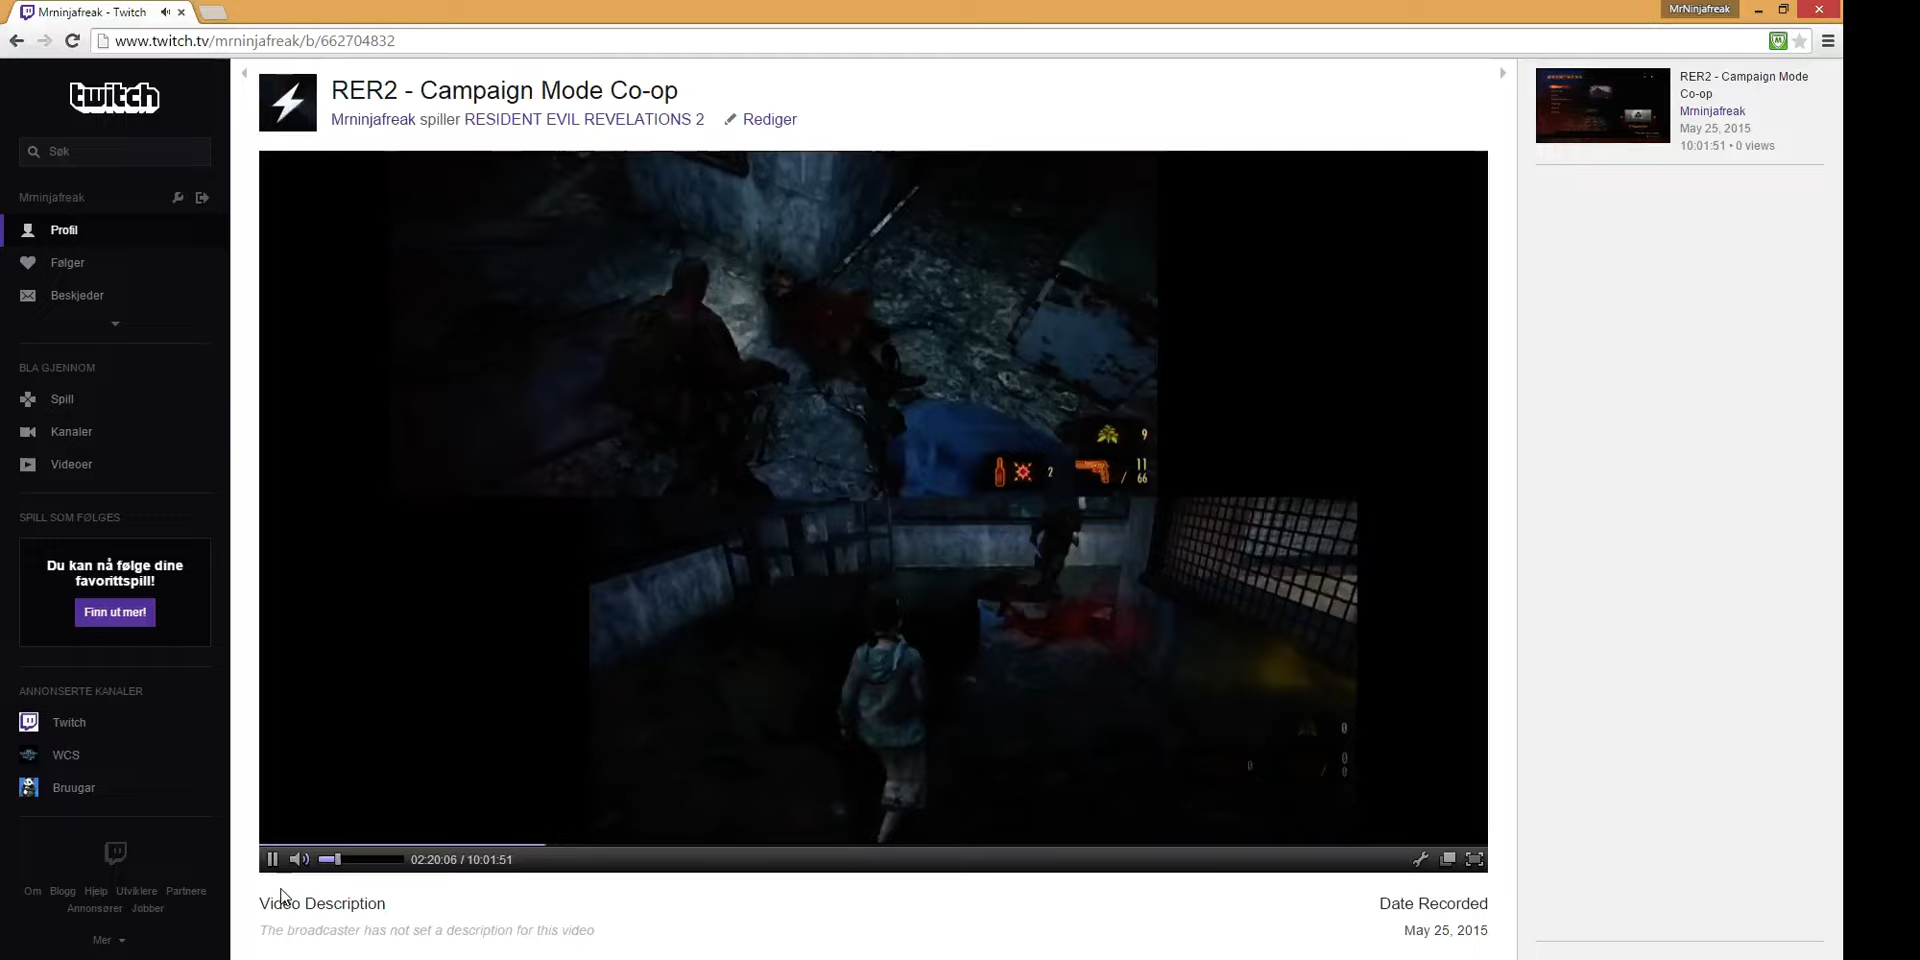 Mrninjafreak - Twitch
MrNinjafreak
www.twitch.tv/mrninjafreak/b/662704832
twitch
Søk
Mrninjafreak
Profil
Følger
Beskjeder
BLA GJENNOM
Spill
Kanaler
Videoer
SPILL SOM FØLGES
Du kan nå følge dine
favorittspill!
Finn ut mer!
ANNONSERTE KANALER
Twitch
WCS
Bruugar
Om Blogg Hjelp Utviklere Partnere
Annonsører Jobber
Mer
RER2 - Campaign Mode Co-op
Mrninjafreak spiller RESIDENT EVIL REVELATIONS 2 Rediger
9
2 11
/ 66
0
0 / 0
0
02:20:06 / 10:01:51
Video Description
The broadcaster has not set a description for this video
Date Recorded
May 25, 2015
RER2 - Campaign Mode
Co-op
Mrninjafreak
May 25, 2015
10:01:51 • 0 views